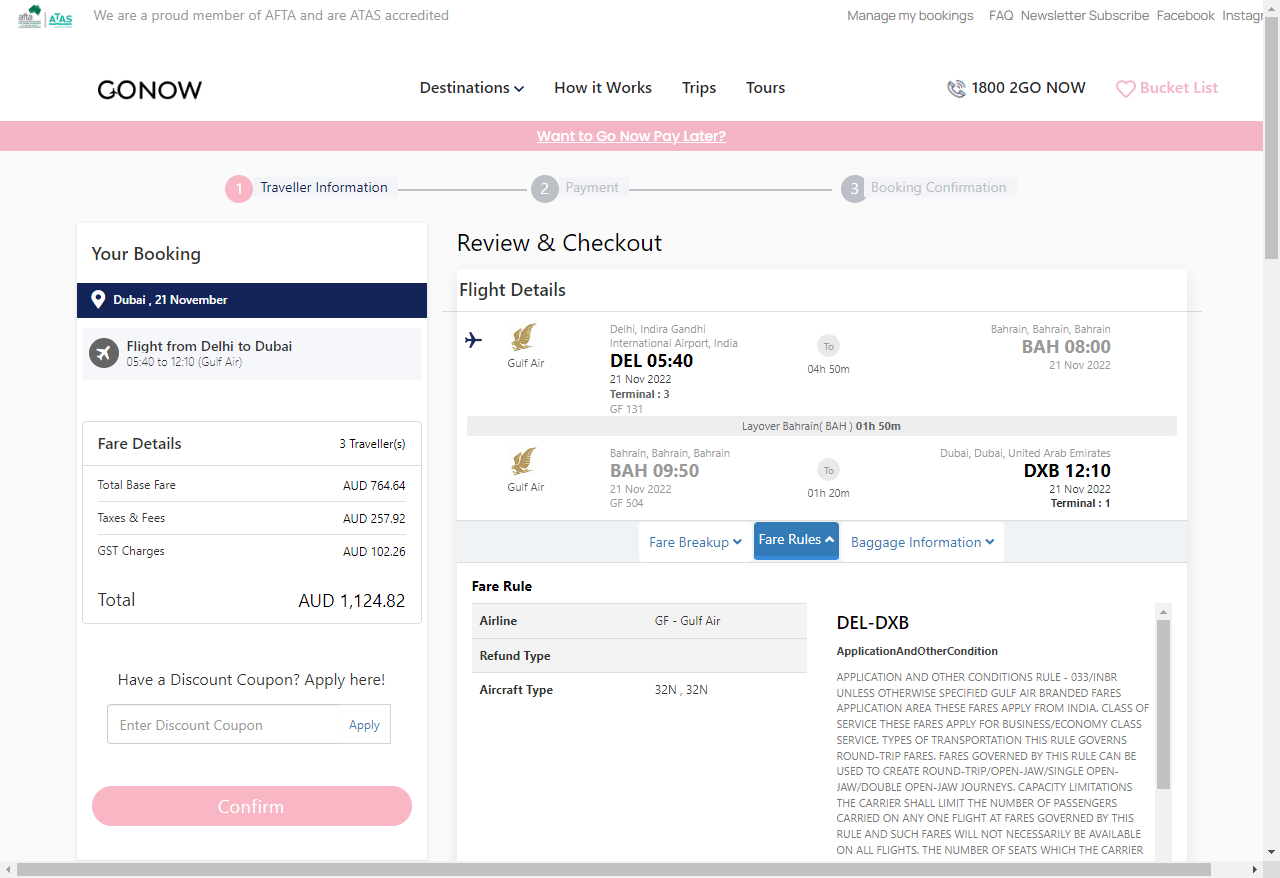 afta ATAS We are a proud member of AFTA and are ATAS accredited Manage my bookings FAQ Newsletter Subscribe Facebook
GONOW Destinations How it Works Trips Tours 1800 2GO NOW Bucket List
Want to Go Now Pay Later?
1 Traveller Information 2 Payment 3 Booking Confirmation
Your Booking
Dubai , 21 November
Flight from Delhi to Dubai
05:40 to 12:10 (Gulf Air)
Fare Details 3 Traveller(s)
Total Base Fare AUD 764.64
Taxes & Fees AUD 257.92
GST Charges AUD 102.26
Total AUD 1,124.82
Have a Discount Coupon? Apply here!
Enter Discount Coupon Apply
Confirm
Review & Checkout
Flight Details
Gulf Air
Delhi, Indira Gandhi
International Airport, India
DEL 05:40
21 Nov 2022
Terminal : 3
GF 131
To
04h 50m
Bahrain, Bahrain, Bahrain
BAH 08:00
21 Nov 2022
Layover Bahrain( BAH ) 01h 50m
Gulf Air
Bahrain, Bahrain, Bahrain
BAH 09:50
21 Nov 2022
GF 504
To
01h 20m
Dubai, Dubai, United Arab Emirates
DXB 12:10
21 Nov 2022
Terminal : 1
Fare Breakup Fare Rules Baggage Information
Fare Rule
Airline GF - Gulf Air
Refund Type
Aircraft Type 32N , 32N
DEL-DXB
ApplicationAndOtherCondition
APPLICATION AND OTHER CONDITIONS RULE - 033/INBR
UNLESS OTHERWISE SPECIFIED GULF AIR BRANDED FARES
APPLICATION AREA THESE FARES APPLY FROM INDIA. CLASS OF
SERVICE THESE FARES APPLY FOR BUSINESS/ECONOMY CLASS
SERVICE. TYPES OF TRANSPORTATION THIS RULE GOVERNS
ROUND-TRIP FARES. FARES GOVERNED BY THIS RULE CAN BE
USED TO CREATE ROUND-TRIP/OPEN-JAW/SINGLE OPEN-
JAW/DOUBLE OPEN-JAW JOURNEYS. CAPACITY LIMITATIONS
THE CARRIER SHALL LIMIT THE NUMBER OF PASSENGERS
CARRIED ON ANY ONE FLIGHT AT FARES GOVERNED BY THIS
RULE AND SUCH FARES WILL NOT NECESSARILY BE AVAILABLE
ON ALL FLIGHTS. THE NUMBER OF SEATS WHICH THE CARRIER